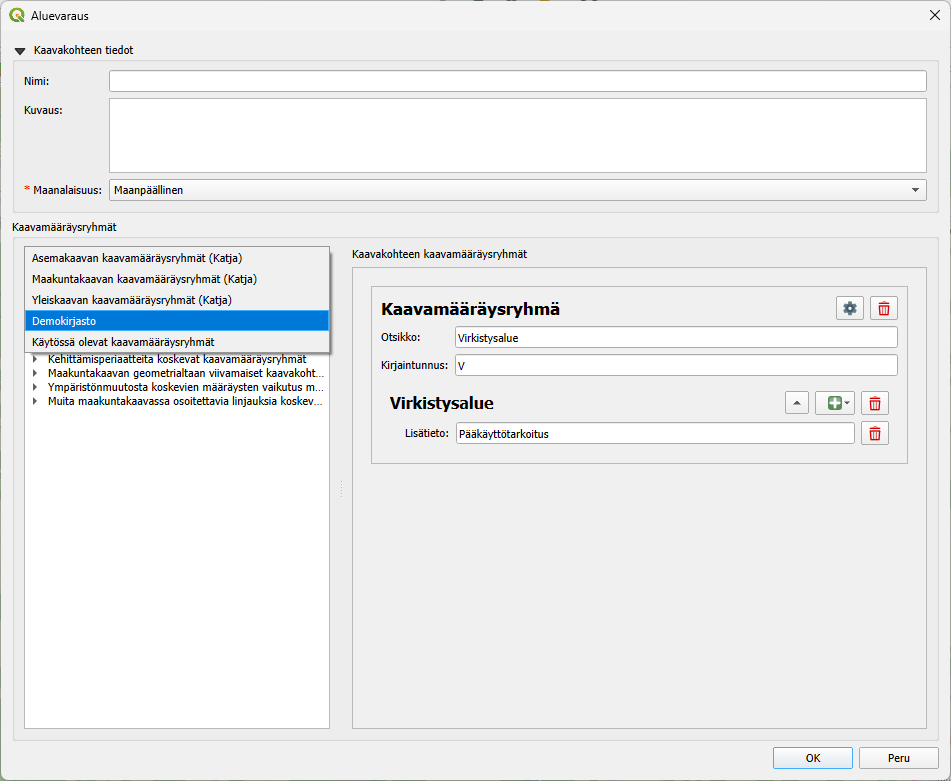 Aluevaraus
Kaavakohteen tiedot
Nimi:
Kuvaus:
* Maanalaisuus: Maanpäällinen
Kaavamääräysryhmät
Asemakaavan kaavamääräysryhmät (Katja)
Maakuntakaavan kaavamääräysryhmät (Katja)
Yleiskaavan kaavamääräysryhmät (Katja)
Demokirjasto
Käytössä olevat kaavamääräysryhmät
Kehittämisperiaatteita koskevat kaavamääräysryhmät
Maakuntakaavan geometrialtaan viivamaiset kaavakoht...
Ympäristönmuutosta koskevien määräysten vaikutus m...
Muita maakuntakaavassa osoitettavia linjauksia koskev...
Kaavakohteen kaavamääräysryhmät
Kaavamääräysryhmä
Otsikko: Virkistysalue
Kirjaintunnus: V
Virkistysalue
Lisätieto: Pääkäyttötarkoitus
OK Peru